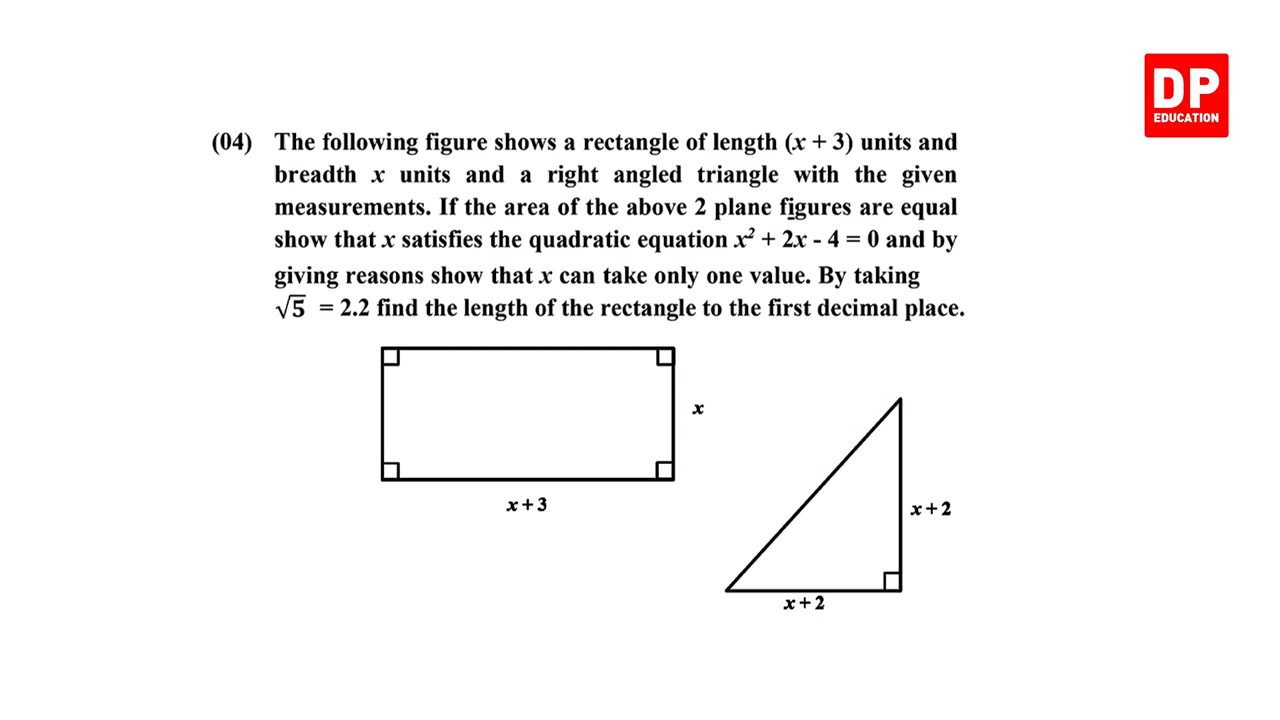 DP
EDUCATION
(04) The following figure shows a rectangle of length (x + 3) units and
breadth x units and a right angled triangle with the given
measurements. If the area of the above 2 plane figures are equal
show that x satisfies the quadratic equation x² + 2x - 4 = 0 and by
giving reasons show that x can take only one value. By taking
√5 = 2.2 find the length of the rectangle to the first decimal place.
x
x + 3
x + 2
x + 2